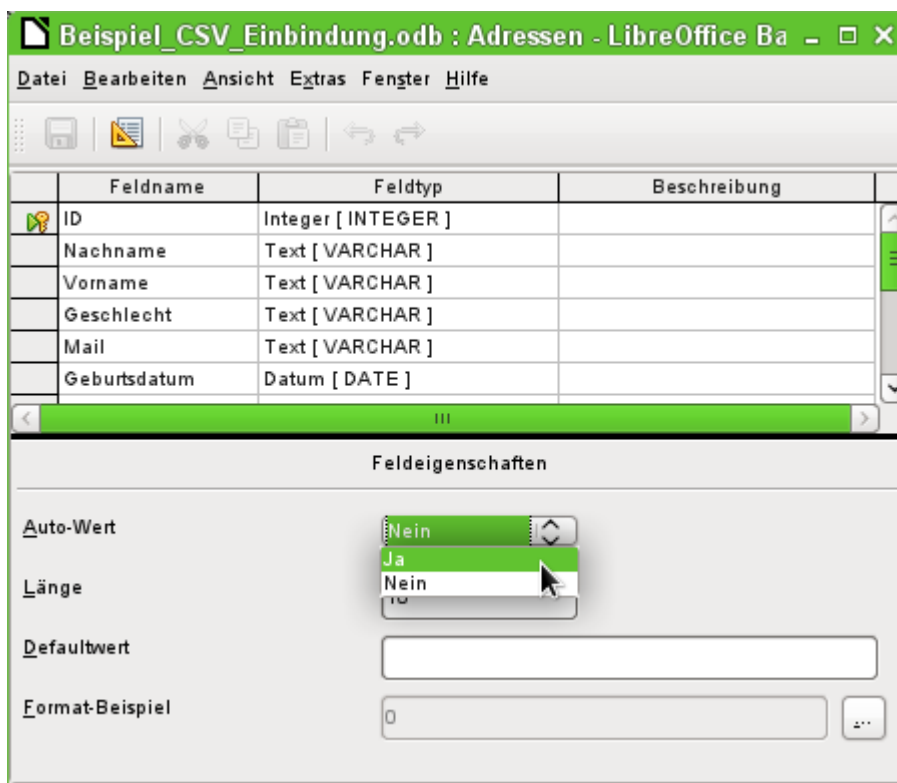 Beispiel_CSV_Einbindung.odb : Adressen - LibreOffice Ba
Datei Bearbeiten Ansicht Extras Fenster Hilfe
Feldname Feldtyp Beschreibung
ID Integer [ INTEGER ]
Nachname Text [ VARCHAR ]
Vorname Text [ VARCHAR ]
Geschlecht Text [ VARCHAR ]
Mail Text [ VARCHAR ]
Geburtsdatum Datum [ DATE ]
Feldeigenschaften
Auto-Wert Nein
Ja
Nein
Länge
Defaultwert
Format-Beispiel 0 ...